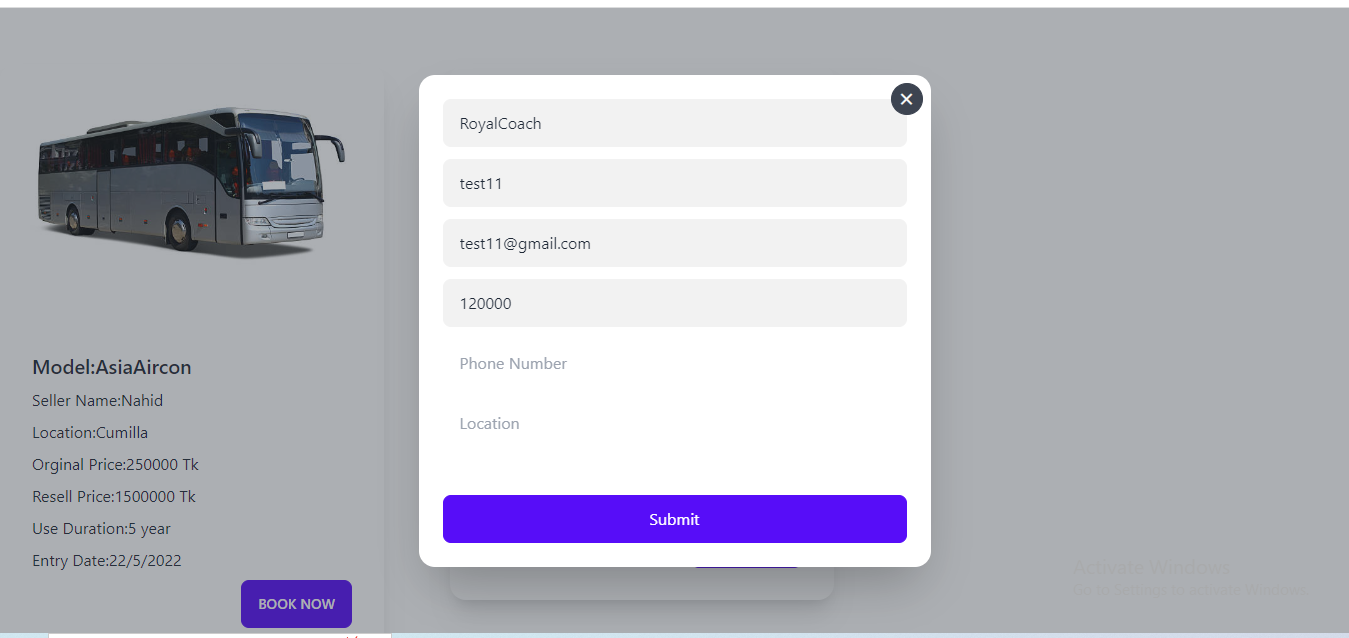 RoyalCoach
test11
test11@gmail.com
120000
Phone Number
Location
Submit
Model:AsiaAircon
Seller Name:Nahid
Location:Cumilla
Orginal Price:250000 Tk
Resell Price:1500000 Tk
Use Duration:5 year
Entry Date:22/5/2022
BOOK NOW
Activate Windows
Go to Settings to activate Windows.